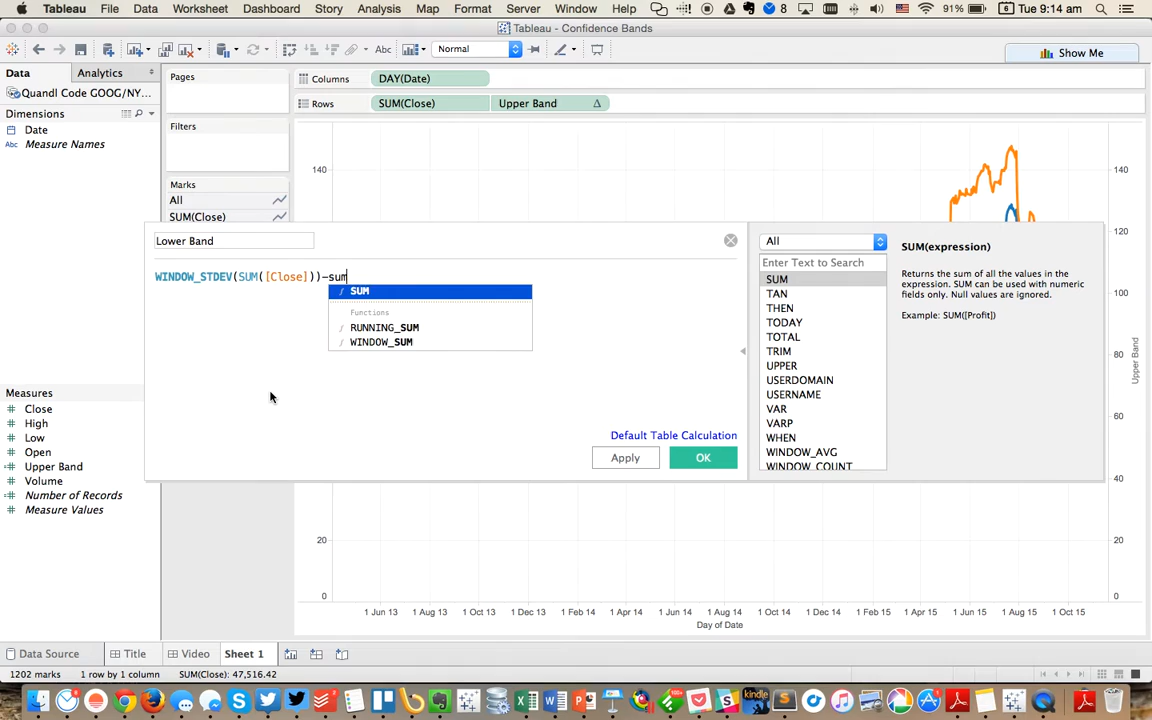 Tableau File Data Worksheet Dashboard Story Analysis Map Format Server Window Help 8 91% 6 Tue 9:14 am
Tableau - Confidence Bands
Abc Normal Show Me
Data Analytics
Quandl Code GOOG/NY...
Dimensions
Date
Abc Measure Names
Measures
Close
High
Low
Open
Upper Band
Volume
Number of Records
Measure Values
Pages
Filters
Marks
All
SUM(Close)
Columns DAY(Date)
Rows SUM(Close) Upper Band Δ
140
140
120
100
80
60
40
20
0
Upper Band
20
0
1 Jun 13 1 Aug 13 1 Oct 13 1 Dec 13 1 Feb 14 1 Apr 14 1 Jun 14 1 Aug 14 1 Oct 14 1 Dec 14 1 Feb 15 1 Apr 15 1 Jun 15 1 Aug 15 1 Oct 15
Day of Date
Lower Band
WINDOW_STDEV(SUM([Close]))-sum
SUM
Functions
RUNNING_SUM
WINDOW_SUM
Default Table Calculation
Apply OK
All
Enter Text to Search
SUM
TAN
THEN
TODAY
TOTAL
TRIM
UPPER
USERDOMAIN
USERNAME
VAR
VARP
WHEN
WINDOW_AVG
WINDOW_COUNT
SUM(expression)
Returns the sum of all the values in the
expression. SUM can be used with numeric
fields only. Null values are ignored.
Example: SUM([Profit])
Data Source Title Video Sheet 1
1202 marks 1 row by 1 column SUM(Close): 47,516.42